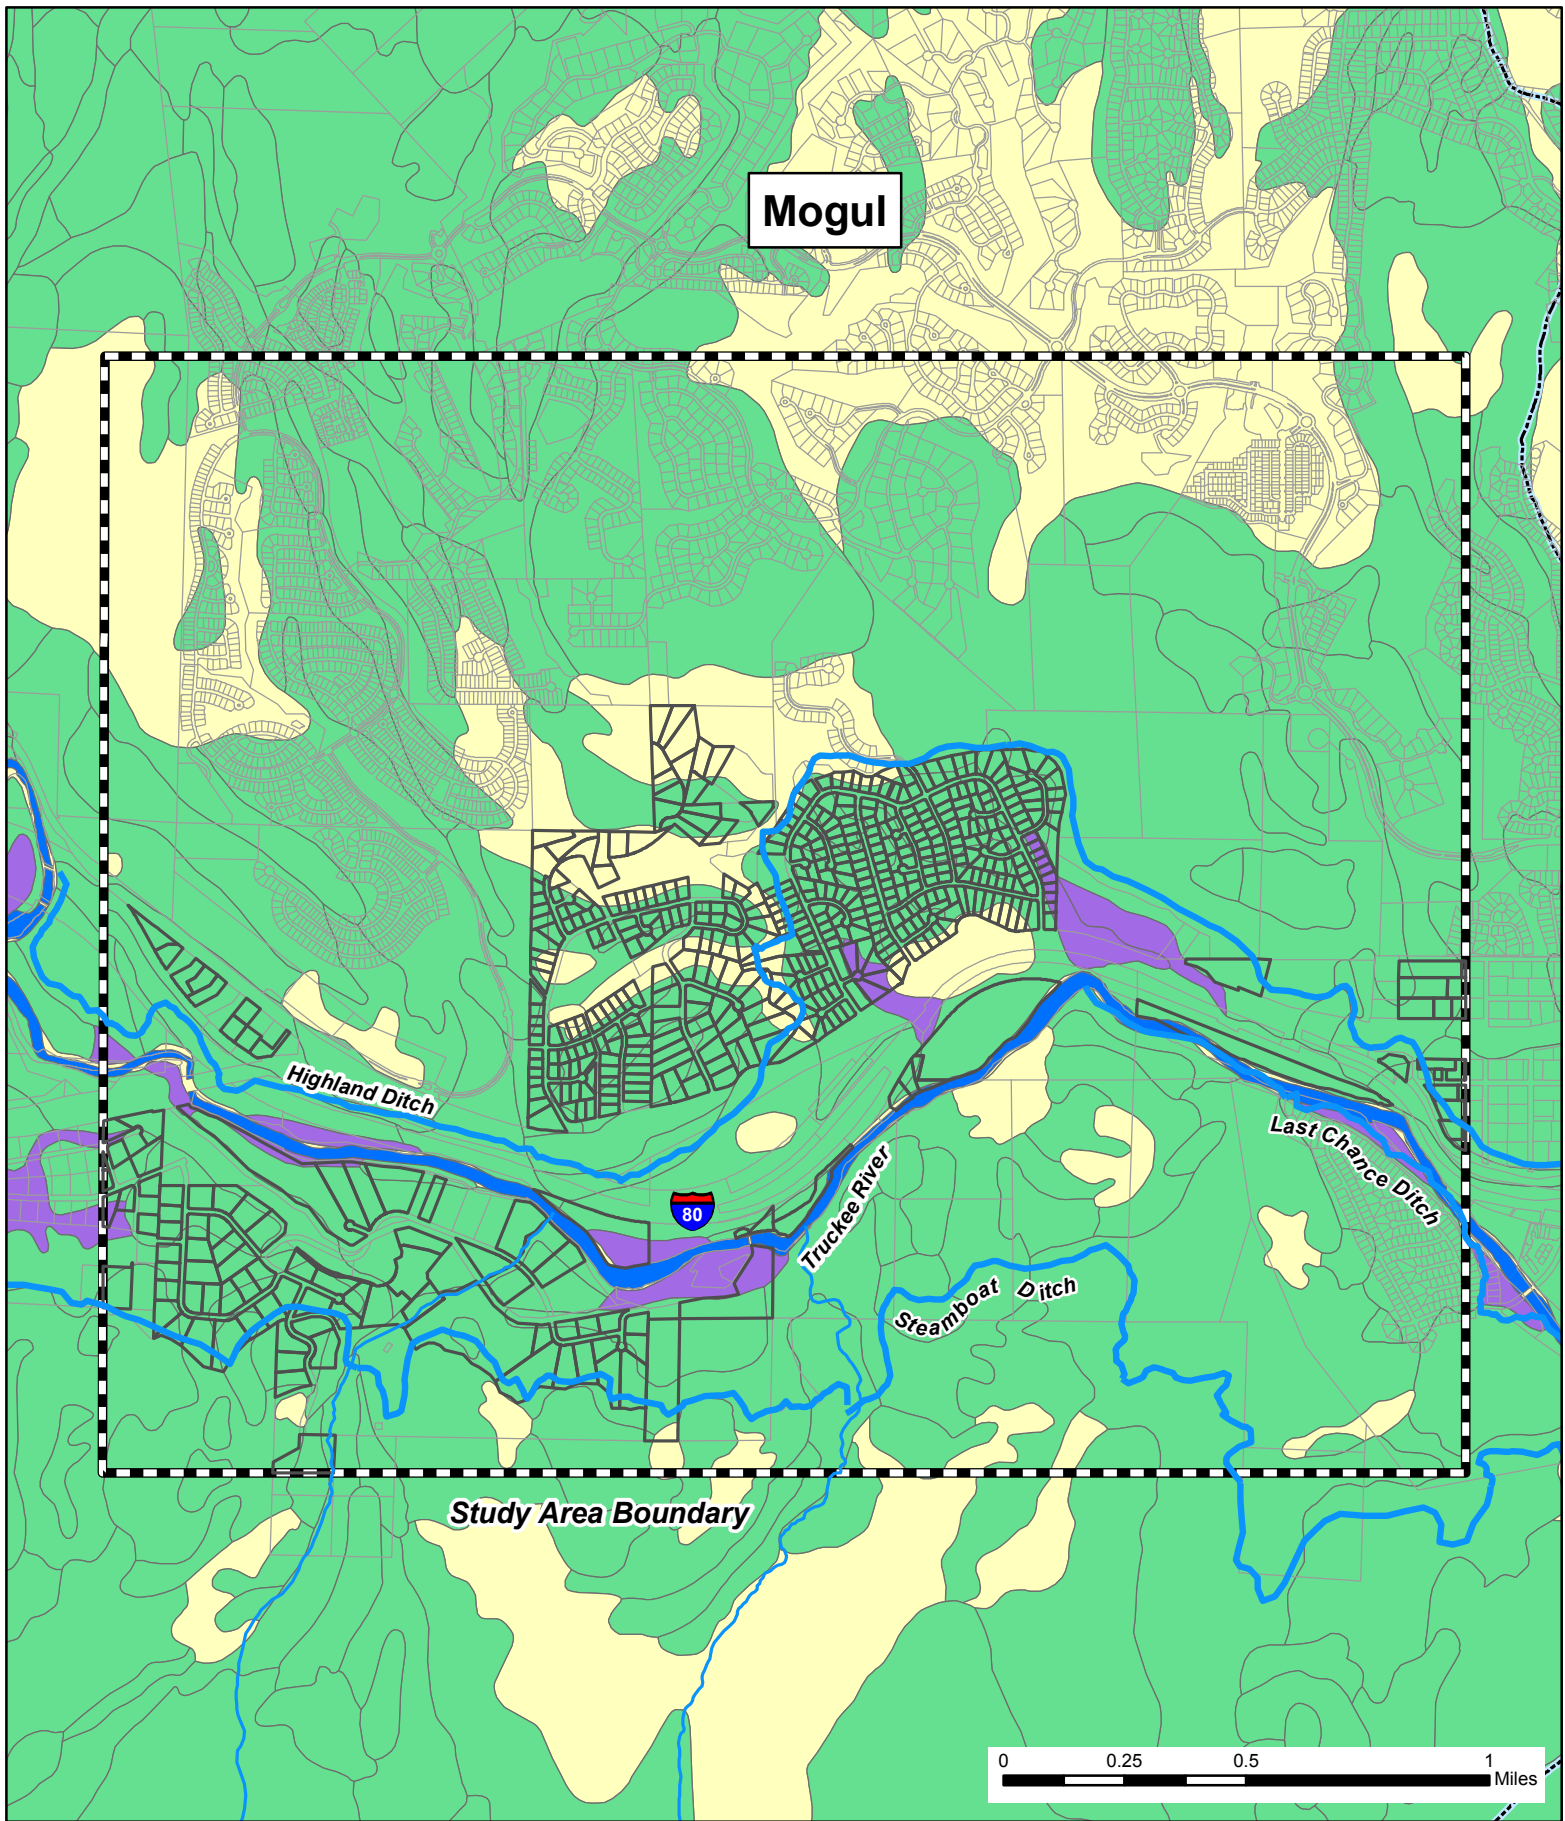 Mogul
Highland Ditch
Last Chance Ditch
80
Truckee River
Steamboat Ditch
Study Area Boundary
0 0.25 0.5 1
Miles